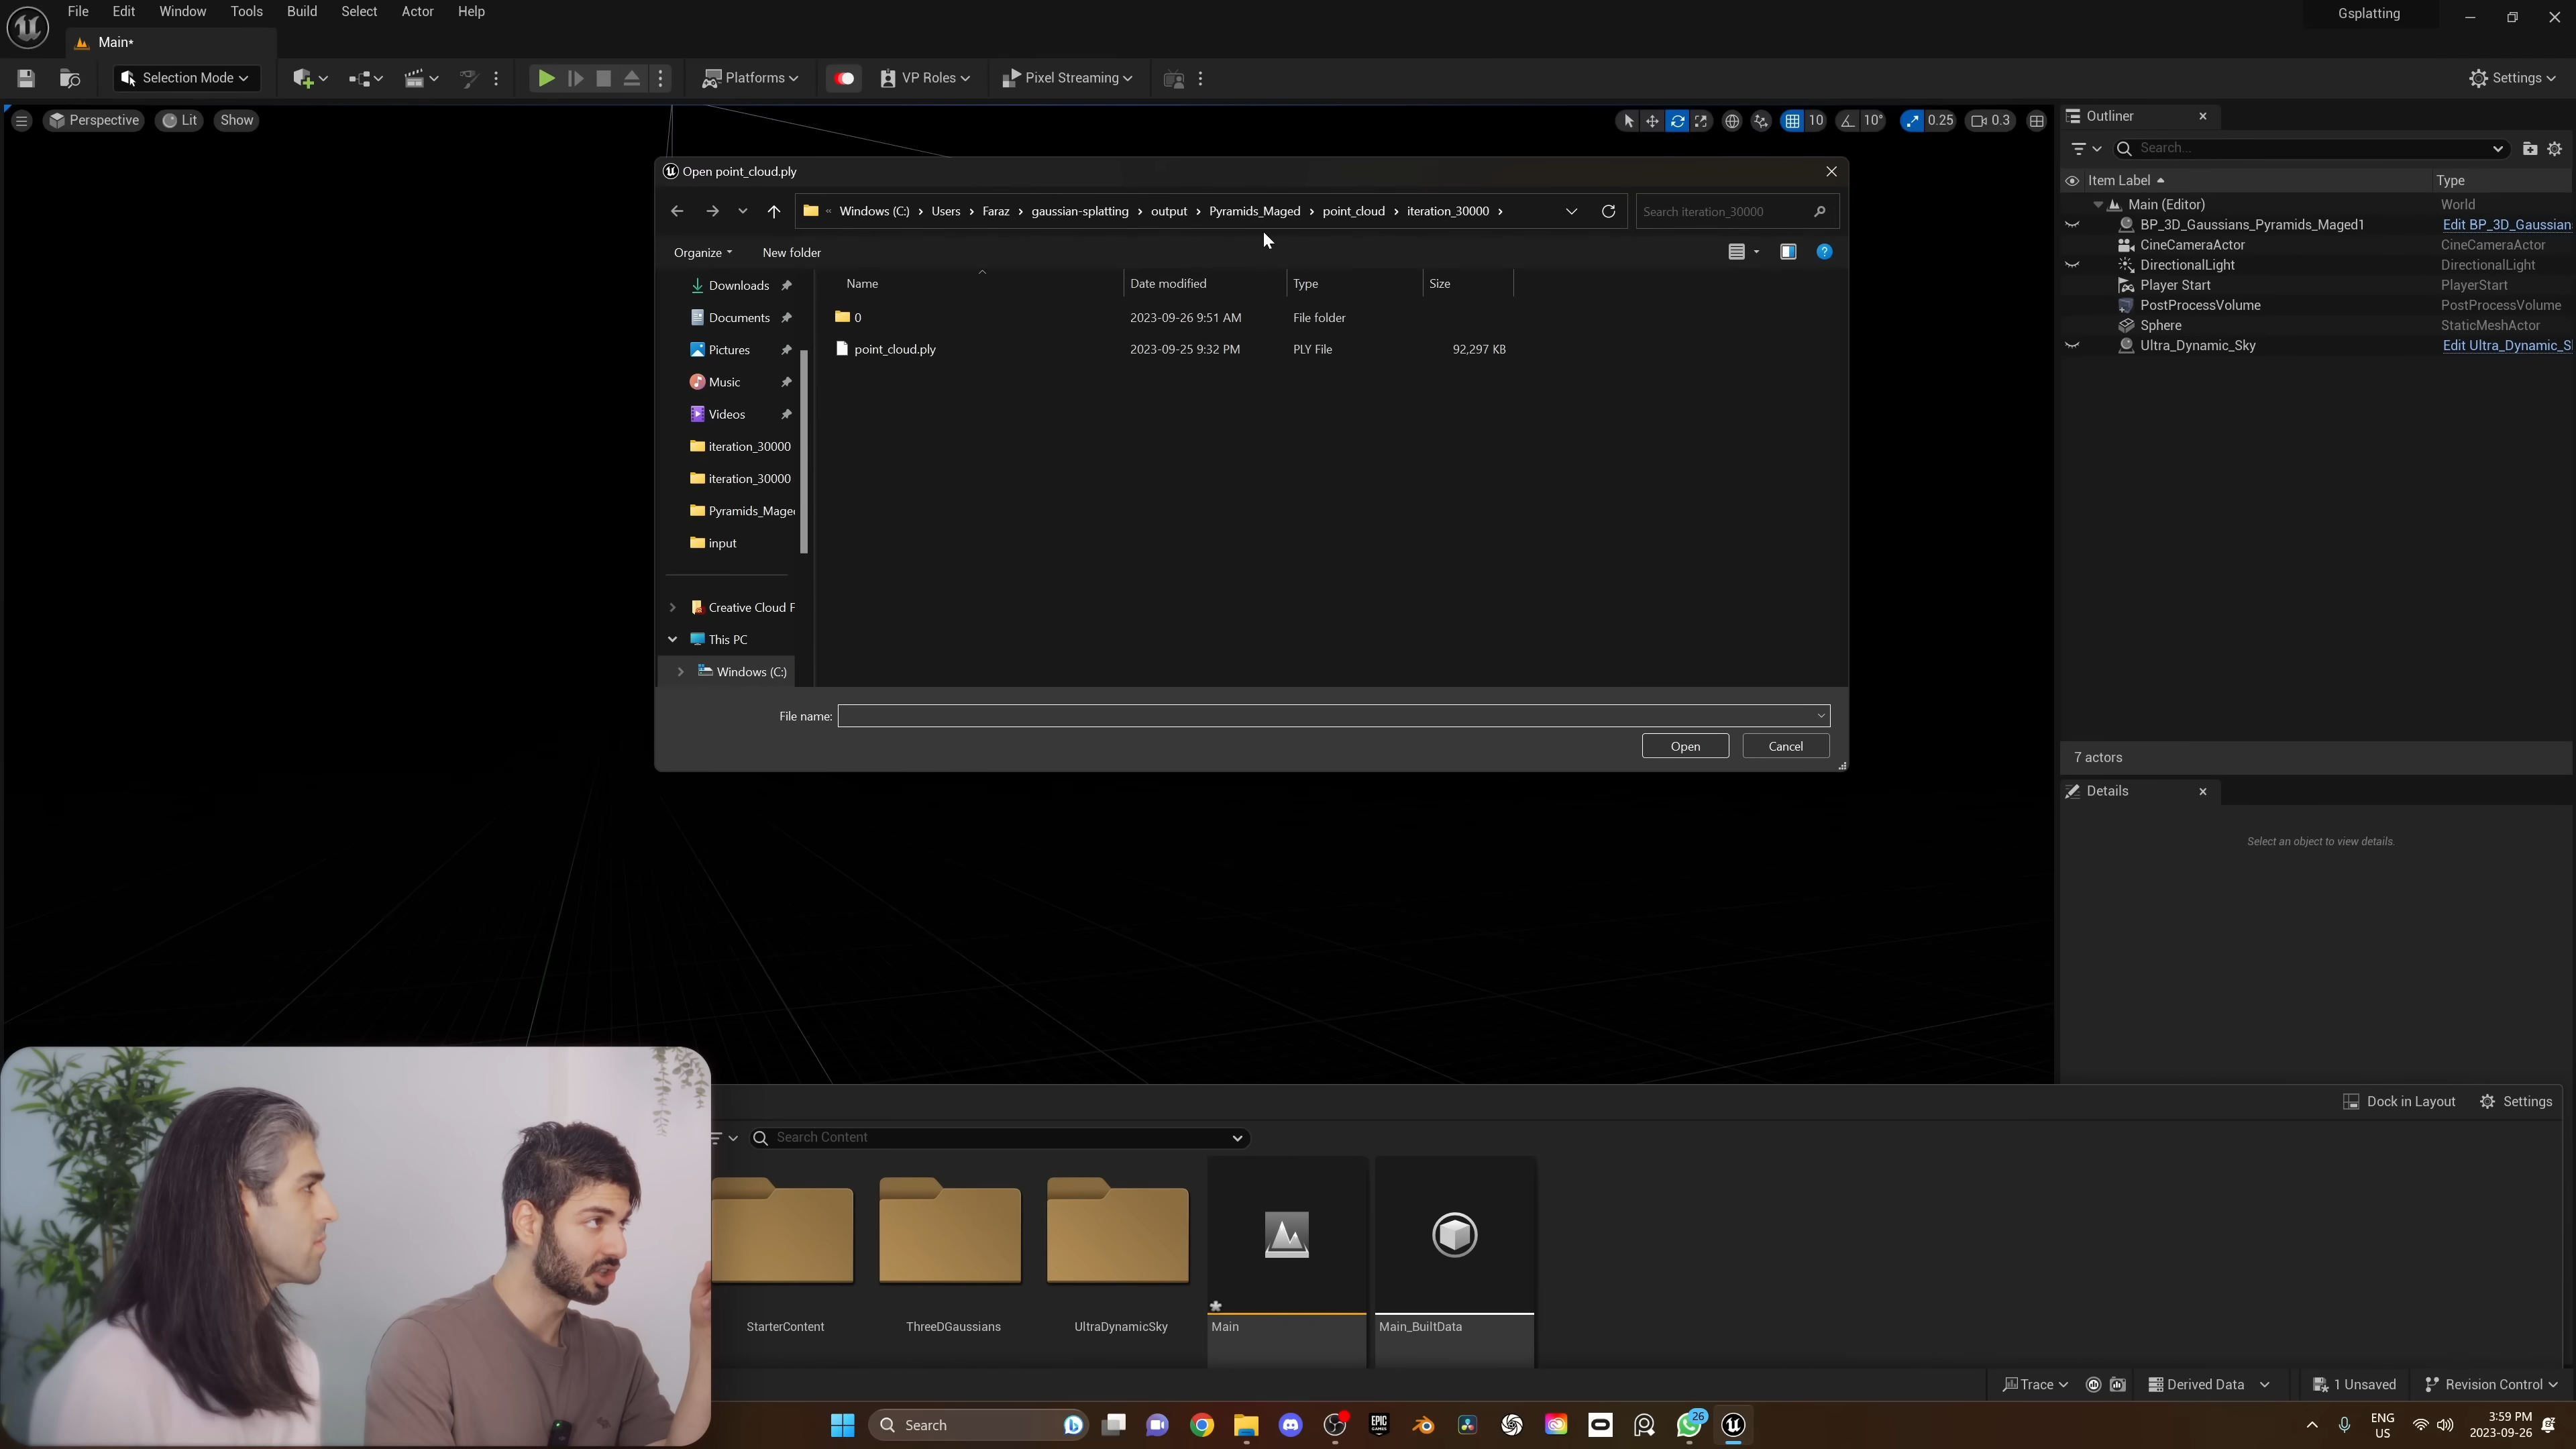 File Edit Window Tools Build Select Actor Help
Gsplatting
Main*
Selection Mode
Platforms
VP Roles
Pixel Streaming
Settings
Perspective Lit Show
10 10° 0.25 0.3
Open point_cloud.ply
« Windows (C:) › Users › Faraz › gaussian-splatting › output › Pyramids_Maged › point_cloud › iteration_30000 ›
Search iteration_30000
Organize New folder
Downloads
Documents
Pictures
Music
Videos
iteration_30000
iteration_30000
Pyramids_Mage
input
Creative Cloud F
This PC
Windows (C:)
Name Date modified Type Size
0 2023-09-26 9:51 AM File folder
point_cloud.ply 2023-09-25 9:32 PM PLY File 92,297 KB
File name:
Open Cancel
Outliner
Search...
Item Label Type
Main (Editor) World
BP_3D_Gaussians_Pyramids_Maged1 Edit BP_3D_Gaussian
CineCameraActor CineCameraActor
DirectionalLight DirectionalLight
Player Start PlayerStart
PostProcessVolume PostProcessVolume
Sphere StaticMeshActor
Ultra_Dynamic_Sky Edit Ultra_Dynamic_S
7 actors
Details
Select an object to view details.
Dock in Layout Settings
Search Content
StarterContent
ThreeDGaussians
UltraDynamicSky
Main
Main_BuiltData
Trace Derived Data 1 Unsaved Revision Control
Search
EPIC
GAMES
26
ENG
US
3:59 PM
2023-09-26